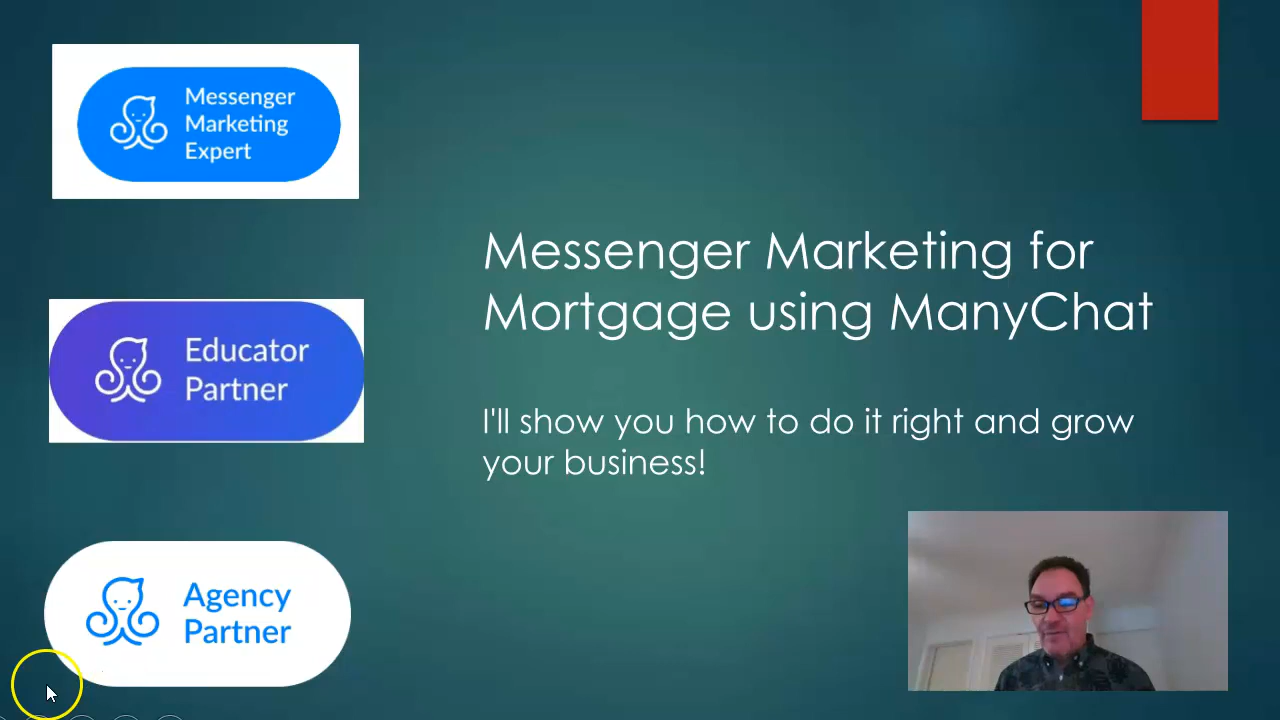 Messenger
Marketing
Expert
Educator
Partner
Agency
Partner
Messenger Marketing for
Mortgage using ManyChat
I'll show you how to do it right and grow
your business!